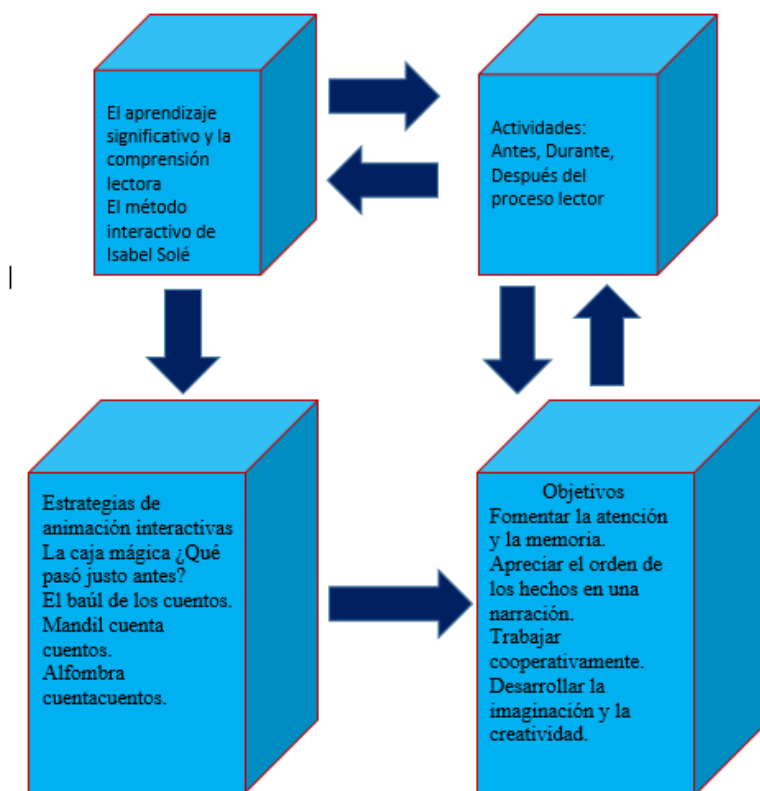 El aprendizaje
significativo y la
comprensión
lectora
El método
interactivo de
Isabel Solé
Actividades:
Antes, Durante,
Después del
proceso lector
Estrategias de
animación interactivas
La caja mágica ¿Qué
pasó justo antes?
El baúl de los cuentos.
Mandil cuenta
cuentos.
Alfombra
cuentacuentos.
Objetivos
Fomentar la atención
y la memoria.
Apreciar el orden de
los hechos en una
narración.
Trabajar
cooperativamente.
Desarrollar la
imaginación y la
creatividad.